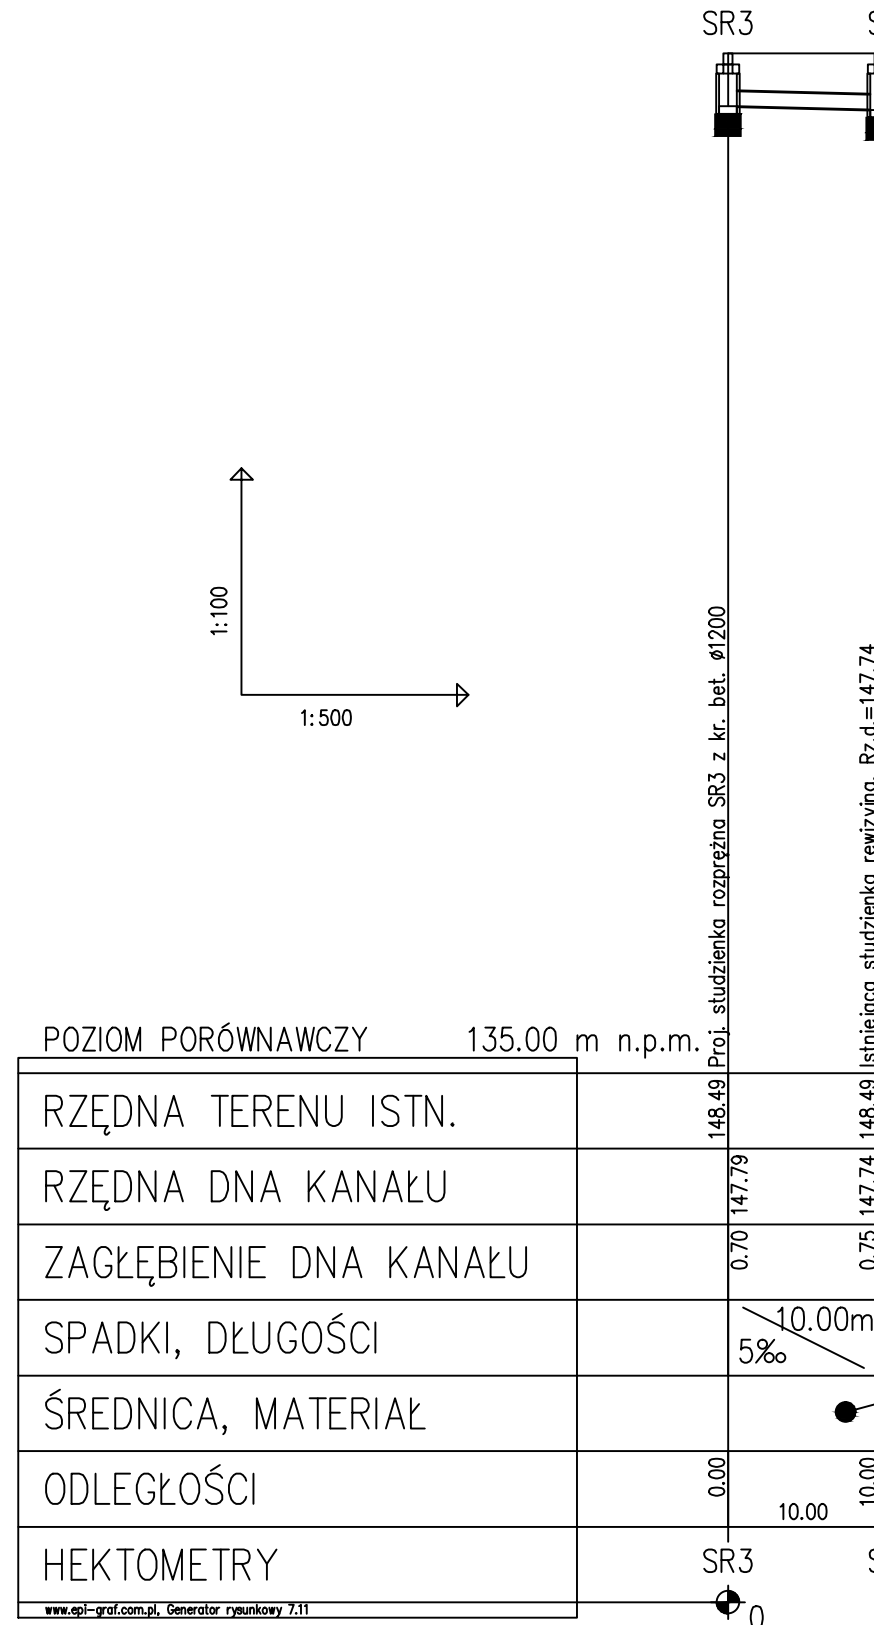 SR3
1:100
1:500
Proj. studzienka rozprężna SR3 z kr. bet. ø1200
Istniejąca studzienka rewizyjna, Rz.d.=147.74
POZIOM PORÓWNAWCZY 135.00 m n.p.m.
RZĘDNA TERENU ISTN. 148.49 148.49
RZĘDNA DNA KANAŁU 147.79 147.74
ZAGŁĘBIENIE DNA KANAŁU 0.70 0.75
SPADKI, DŁUGOŚCI 5‰ 10.00m
ŚREDNICA, MATERIAŁ
ODLEGŁOŚCI 0.00 10.00 10.00
HEKTOMETRY SR3
0
www.epi-graf.com.pl, Generator rysunkowy 7.11